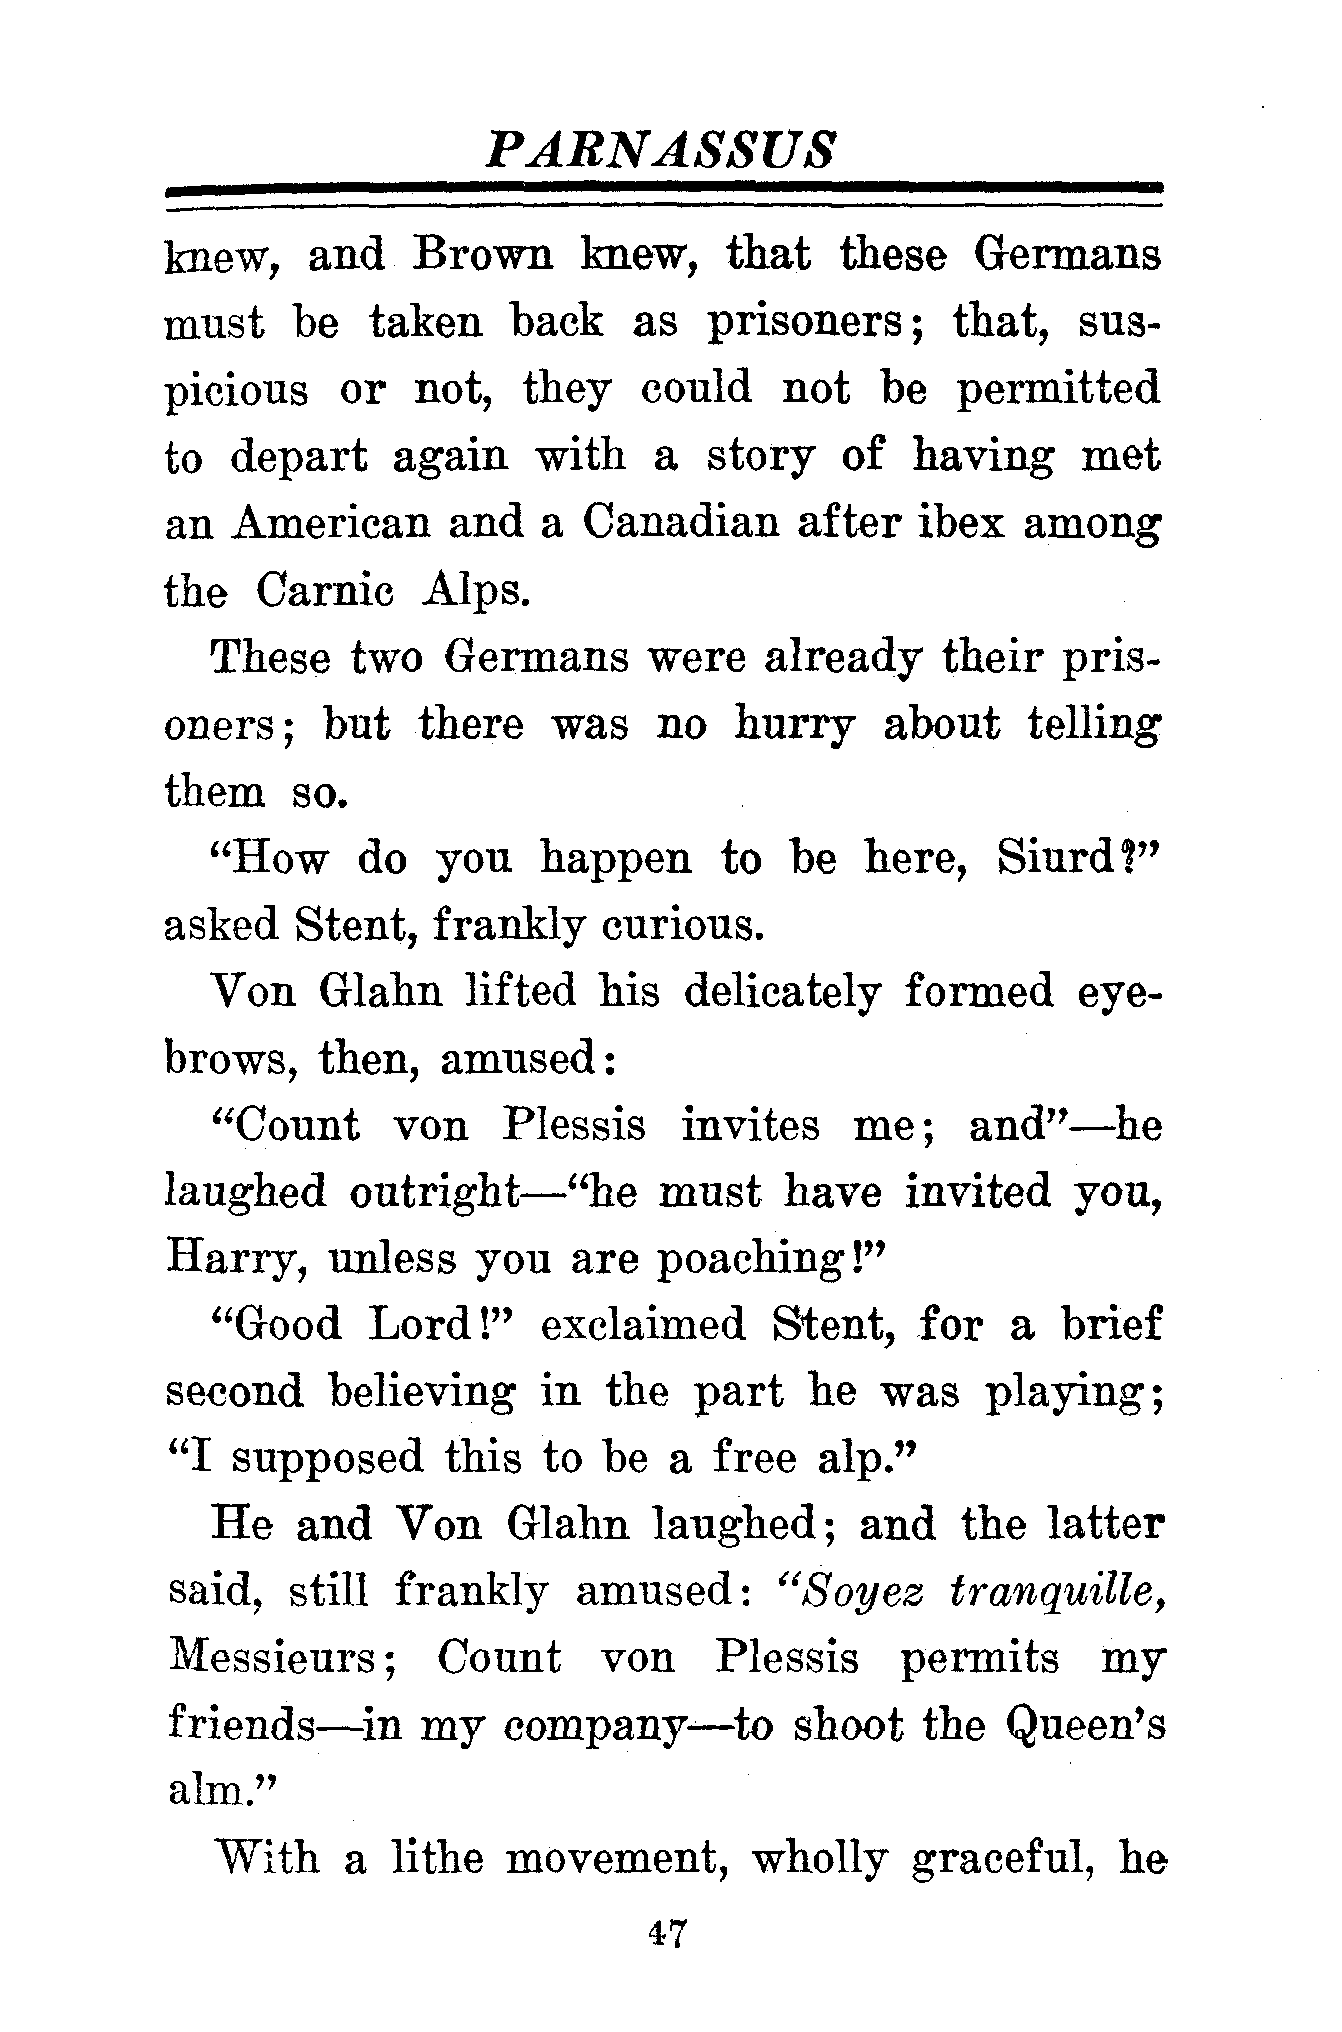 PARNASSUS
knew, and Brown knew, that these Germans
must be taken back as prisoners; that, sus-
picious or not, they could not be permitted
to depart again with a story of having met
an American and a Canadian after ibex among
the Carnic Alps.
These two Germans were already their pris-
oners; but there was no hurry about telling
them so.
“How do you happen to be here, Siurd?”
asked Stent, frankly curious.
Von Glahn lifted his delicately formed eye-
brows, then, amused:
“Count von Plessis invites me; and”—he
laughed outright—“he must have invited you,
Harry, unless you are poaching!”
“Good Lord!” exclaimed Stent, for a brief
second believing in the part he was playing;
“I supposed this to be a free alp.”
He and Von Glahn laughed; and the latter
said, still frankly amused: “Soyez tranquille,
Messieurs; Count von Plessis permits my
friends—in my company—to shoot the Queen’s
alm.”
With a lithe movement, wholly graceful, he
47